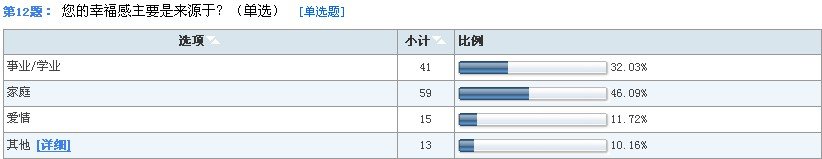 第12题： 您的幸福感主要是来源于？（单选） [单选题]
选项 小计 比例
事业/学业 41 32.03%
家庭 59 46.09%
爱情 15 11.72%
其他 [详细] 13 10.16%